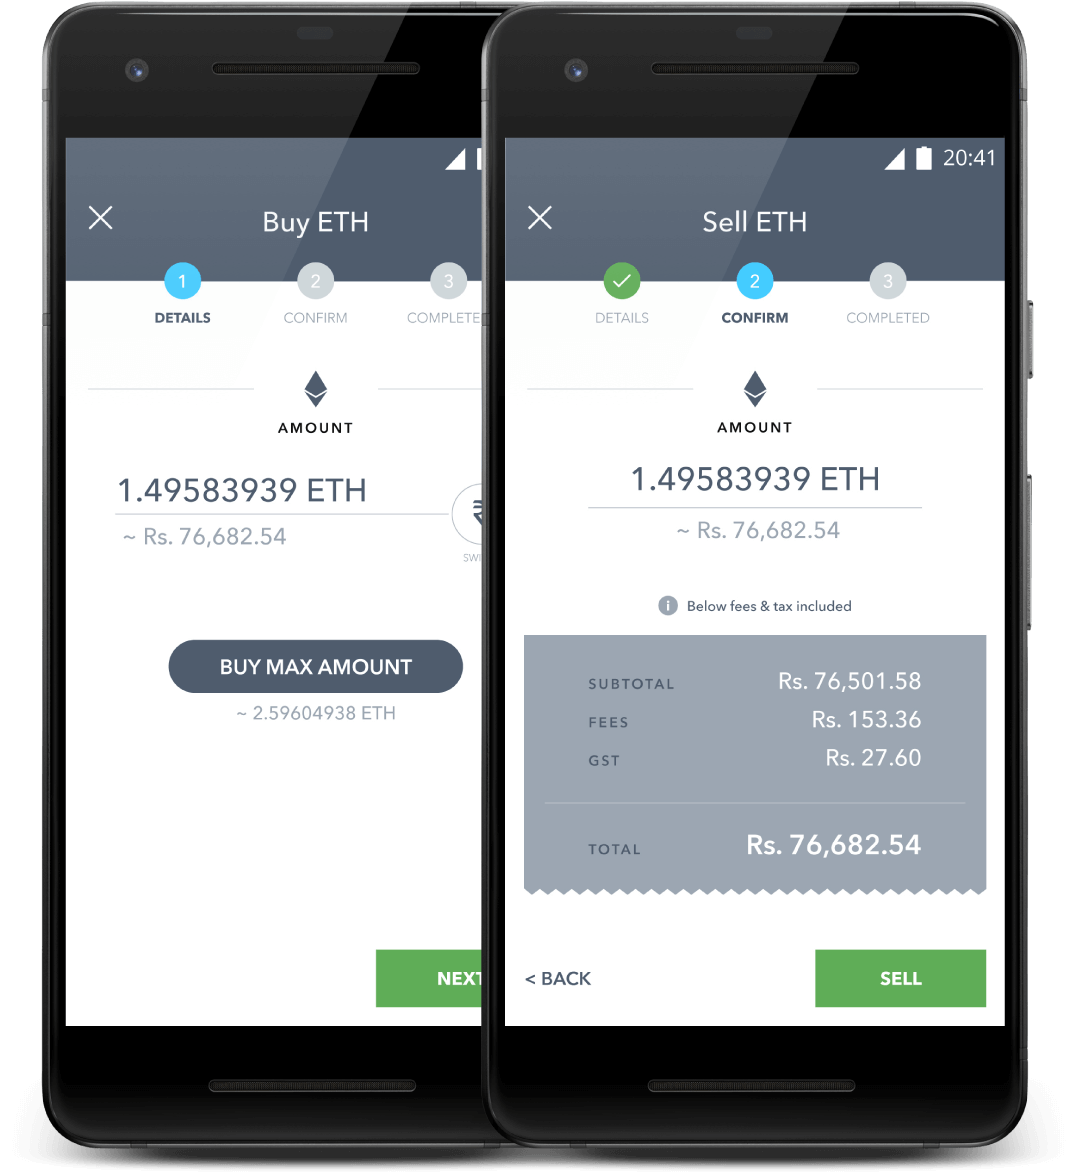 Buy ETH
1 2 3
DETAILS CONFIRM COMPLETE
AMOUNT
1.49583939 ETH
~ Rs. 76,682.54
₹
BUY MAX AMOUNT
~ 2.59604938 ETH
NEXT
20:41
Sell ETH
2 3
DETAILS CONFIRM COMPLETED
AMOUNT
1.49583939 ETH
~ Rs. 76,682.54
i Below fees & tax included
SUBTOTAL Rs. 76,501.58
FEES Rs. 153.36
GST Rs. 27.60
TOTAL Rs. 76,682.54
< BACK SELL